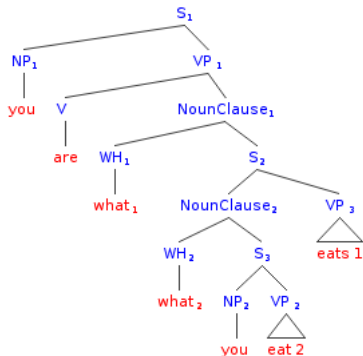 S₁
NP₁ VP₁
you V NounClause₁
are WH₁ S₂
what₁ NounClause₂ VP₃
WH₂ S₃ eats 1
what₂ NP₂ VP₂
you eat 2